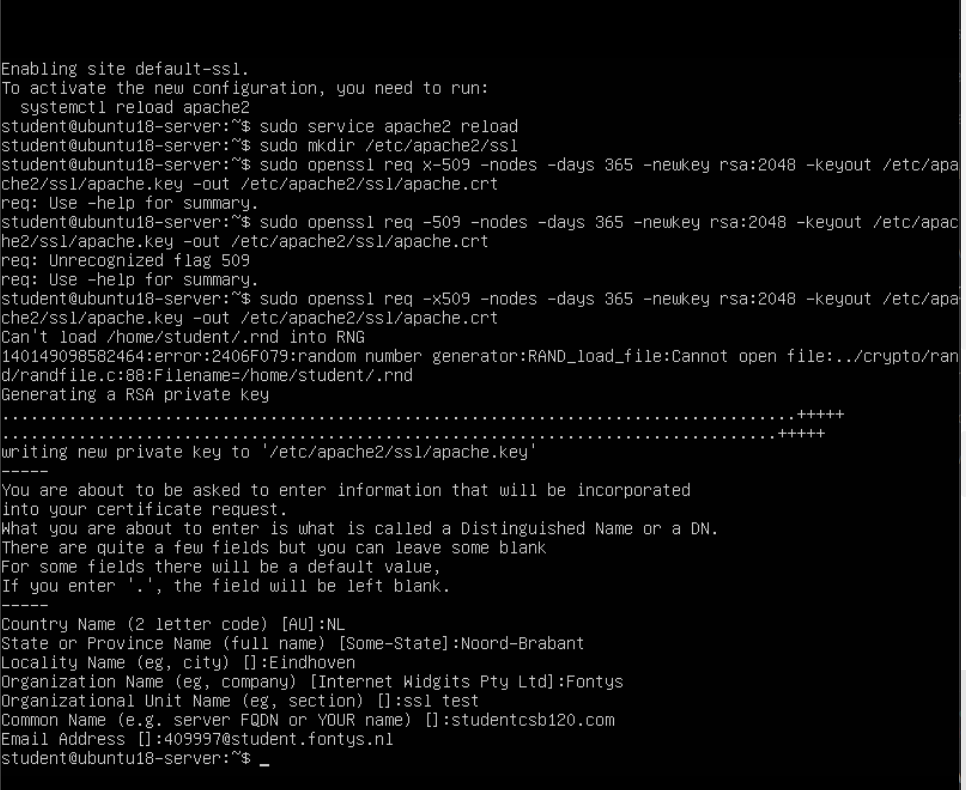 Enabling site default-ssl.
To activate the new configuration, you need to run:
  systemctl reload apache2
student@ubuntu18-server:~$ sudo service apache2 reload
student@ubuntu18-server:~$ sudo mkdir /etc/apache2/ssl
student@ubuntu18-server:~$ sudo openssl req x-509 -nodes -days 365 -newkey rsa:2048 -keyout /etc/apa
che2/ssl/apache.key -out /etc/apache2/ssl/apache.crt
req: Use -help for summary.
student@ubuntu18-server:~$ sudo openssl req -509 -nodes -days 365 -newkey rsa:2048 -keyout /etc/apac
he2/ssl/apache.key -out /etc/apache2/ssl/apache.crt
req: Unrecognized flag 509
req: Use -help for summary.
student@ubuntu18-server:~$ sudo openssl req -x509 -nodes -days 365 -newkey rsa:2048 -keyout /etc/apa
che2/ssl/apache.key -out /etc/apache2/ssl/apache.crt
Can't load /home/student/.rnd into RNG
140149098582464:error:2406F079:random number generator:RAND_load_file:Cannot open file:../crypto/ran
d/randfile.c:88:Filename=/home/student/.rnd
Generating a RSA private key
...................................................................................+++++
.................................................................................+++++
writing new private key to '/etc/apache2/ssl/apache.key'
-----
You are about to be asked to enter information that will be incorporated
into your certificate request.
What you are about to enter is what is called a Distinguished Name or a DN.
There are quite a few fields but you can leave some blank
For some fields there will be a default value,
If you enter '.', the field will be left blank.
-----
Country Name (2 letter code) [AU]:NL
State or Province Name (full name) [Some-State]:Noord-Brabant
Locality Name (eg, city) []:Eindhoven
Organization Name (eg, company) [Internet Widgits Pty Ltd]:Fontys
Organizational Unit Name (eg, section) []:ssl test
Common Name (e.g. server FQDN or YOUR name) []:studentcsb120.com
Email Address []:409997@student.fontys.nl
student@ubuntu18-server:~$ _